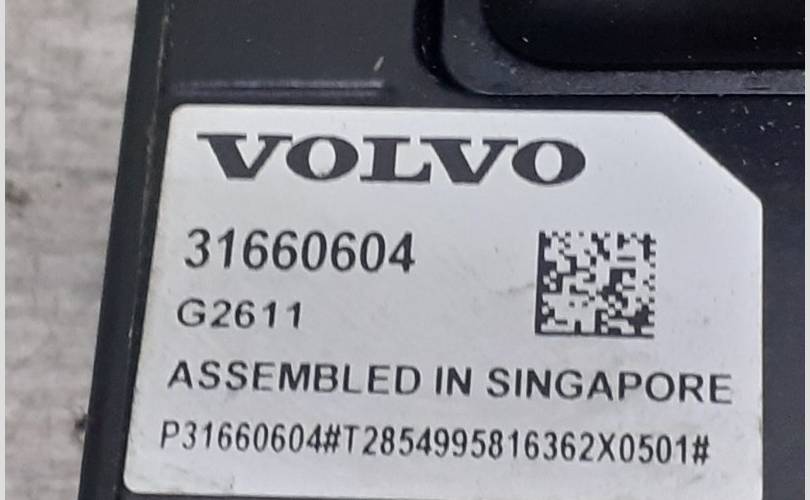 VOLVO
31660604
G2611
ASSEMBLED IN SINGAPORE
P31660604#T2854995816362X0501#